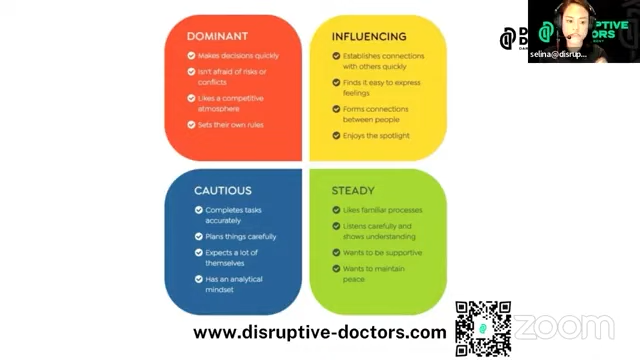 DOMINANT
Makes decisions quickly
Isn't afraid of risks or
conflicts
Likes a competitive
atmosphere
Sets their own rules
INFLUENCING
Establishes connections
with others quickly
Finds it easy to express
feelings
Forms connections
between people
Enjoys the spotlight
CAUTIOUS
Completes tasks
accurately
Plans things carefully
Expects a lot of
themselves
Has an analytical
mindset
STEADY
Likes familiar processes
Listens carefully and
shows understanding
Wants to be supportive
Wants to maintain
peace
selina@disrup...
www.disruptive-doctors.com
zoom